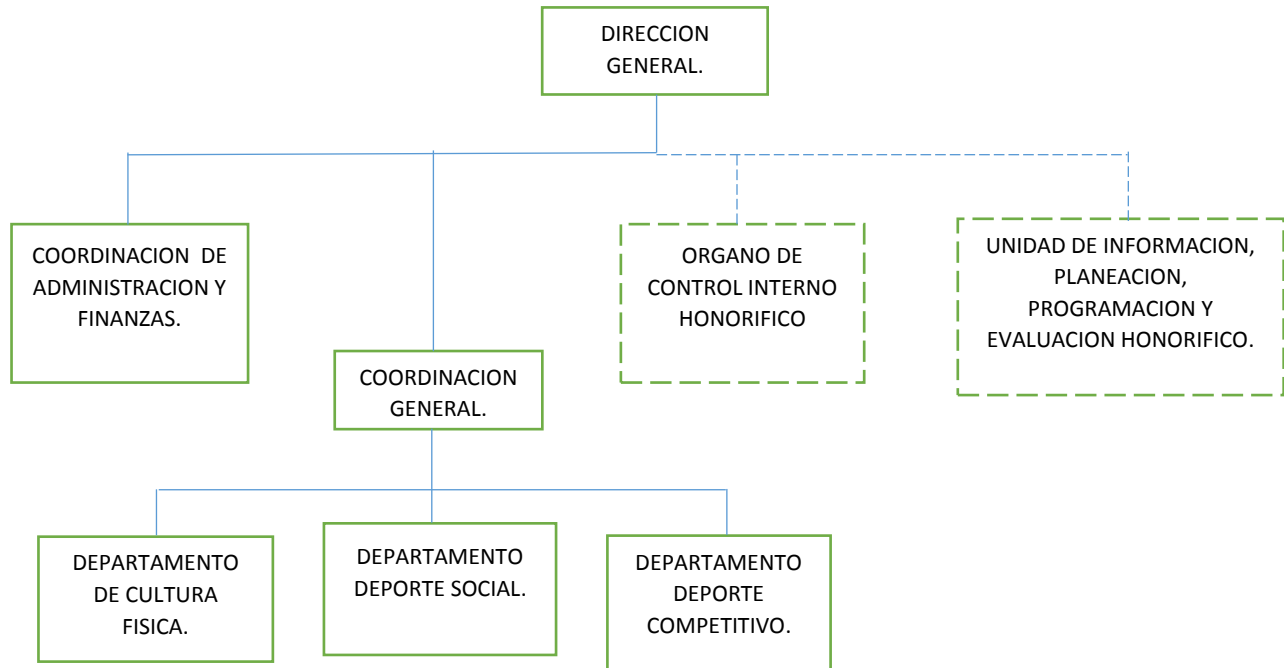 DIRECCION
GENERAL.
COORDINACION DE
ADMINISTRACION Y
FINANZAS.
ORGANO DE
CONTROL INTERNO
HONORIFICO
UNIDAD DE INFORMACION,
PLANEACION,
PROGRAMACION Y
EVALUACION HONORIFICO.
COORDINACION
GENERAL.
DEPARTAMENTO
DE CULTURA
FISICA.
DEPARTAMENTO
DEPORTE SOCIAL.
DEPARTAMENTO
DEPORTE
COMPETITIVO.